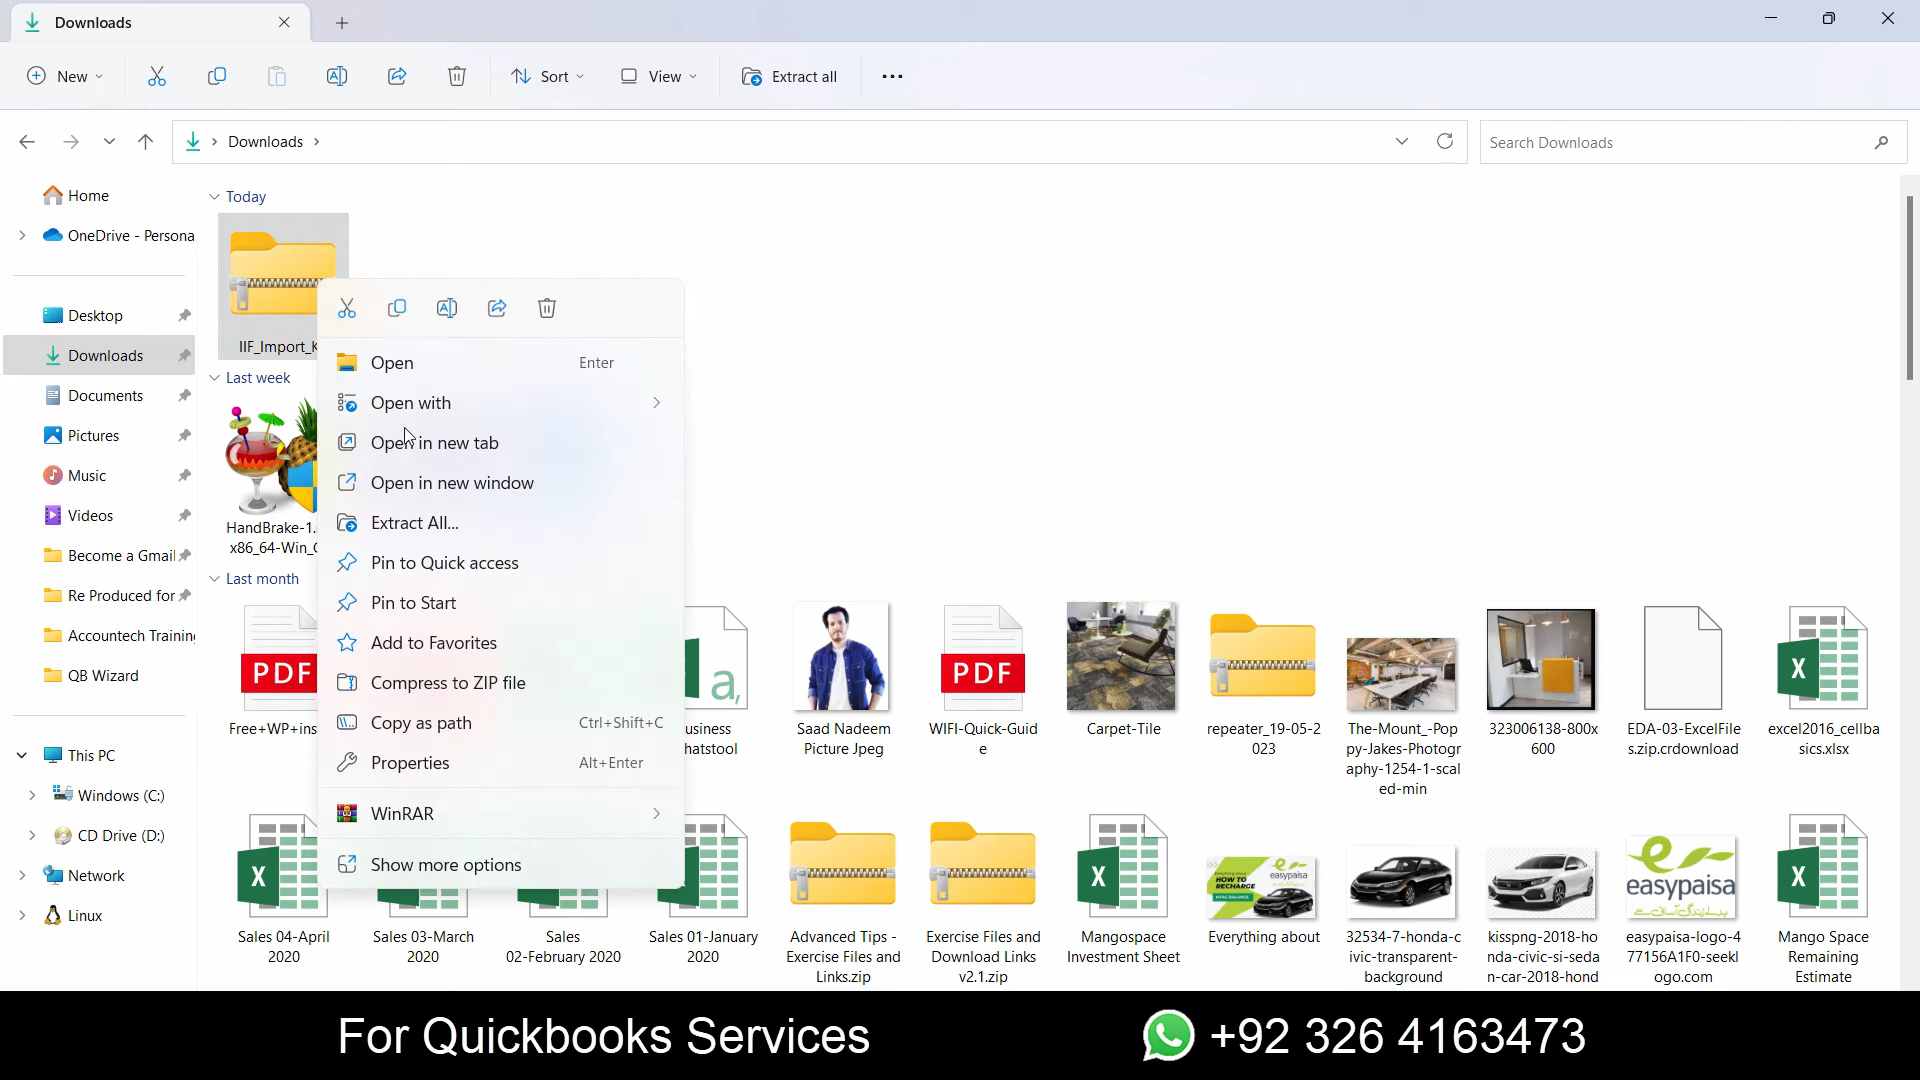 Downloads
New
Sort
View
Extract all
Downloads
Search Downloads
Home
OneDrive - Persona
Desktop
Downloads
Documents
Pictures
Music
Videos
Become a Gmail
Re Produced for
Accountech Training
QB Wizard
This PC
Windows (C:)
CD Drive (D:)
Network
Linux
Today
IIF_Import_K
Last week
HandBrake-1.
x86_64-Win_
Last month
Open Enter
Open with
Open in new tab
Open in new window
Extract All...
Pin to Quick access
Pin to Start
Add to Favorites
Compress to ZIP file
Copy as path Ctrl+Shift+C
Properties Alt+Enter
WinRAR
Show more options
PDF
Free+WP+ins
a,
usiness
hatstool
Saad Nadeem
Picture Jpeg
PDF
WIFI-Quick-Guid
e
Carpet-Tile
repeater_19-05-2
023
The-Mount_-Pop
py-Jakes-Photogr
aphy-1254-1-scal
ed-min
323006138-800x
600
EDA-03-ExcelFile
s.zip.crdownload
X
excel2016_cellba
sics.xlsx
X
Sales 04-April
2020
Sales 03-March
2020
Sales
02-February 2020
Sales 01-January
2020
Advanced Tips -
Exercise Files and
Links.zip
Exercise Files and
Download Links
v2.1.zip
X
Mangospace
Investment Sheet
HOW TO
RECHARGE
Everything about
32534-7-honda-c
ivic-transparent-
background
kisspng-2018-ho
nda-civic-si-seda
n-car-2018-hond
easypaisa
easypaisa-logo-4
77156A1F0-seekl
ogo.com
X
Mango Space
Remaining
Estimate
For Quickbooks Services
+92 326 4163473